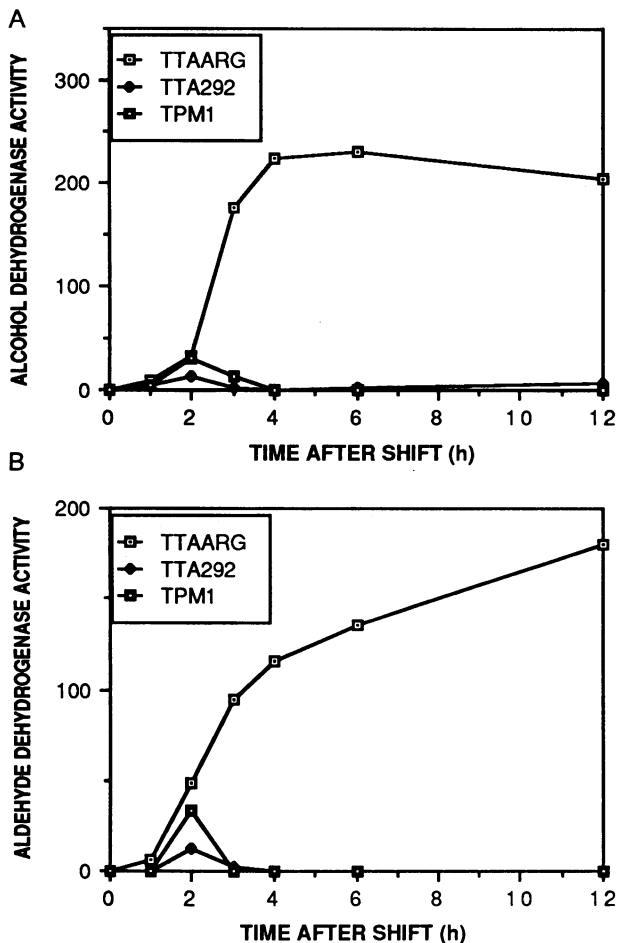 A
ALCOHOL DEHYDROGENASE ACTIVITY
TTAARG
TTA292
TPM1
300
200
100
0
0 2 4 6 8 10 12
TIME AFTER SHIFT (h)
B
ALDEHYDE DEHYDROGENASE ACTIVITY
TTAARG
TTA292
TPM1
200
100
0
0 2 4 6 8 10 12
TIME AFTER SHIFT (h)